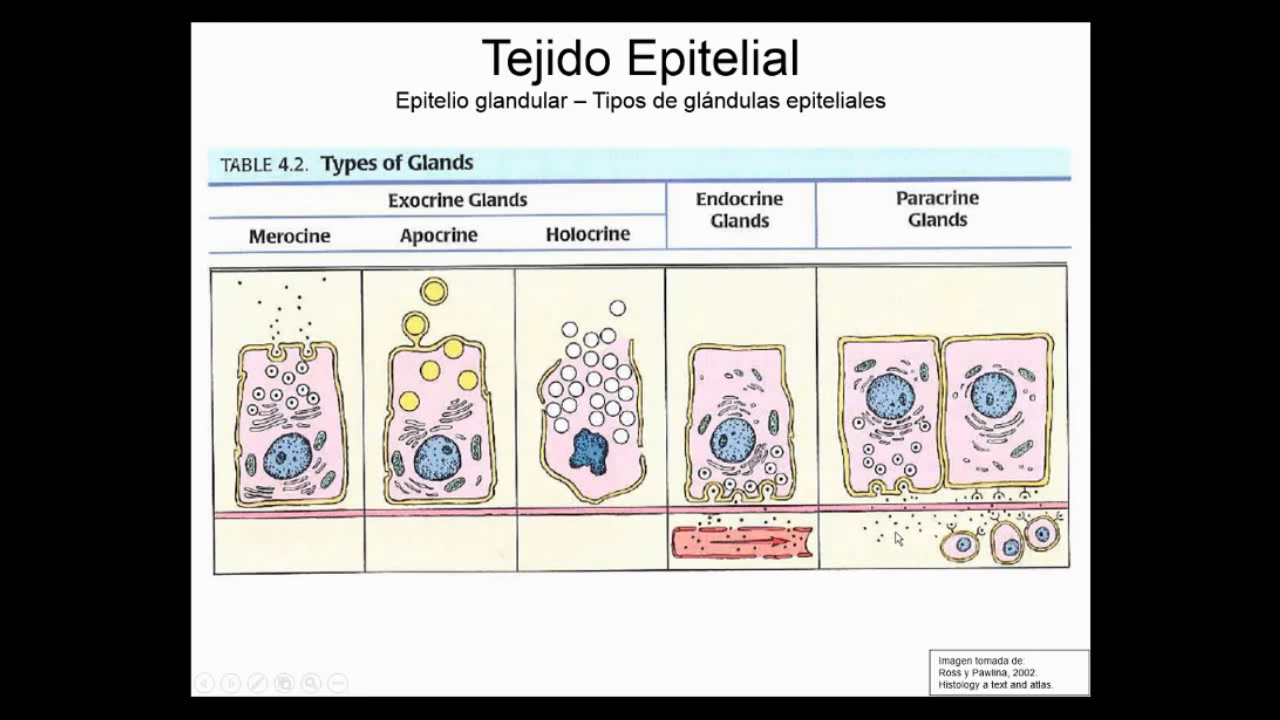 Tejido Epitelial
Epitelio glandular – Tipos de glándulas epiteliales
TABLE 4.2. Types of Glands
Exocrine Glands
Merocine
Apocrine
Holocrine
Endocrine
Glands
Paracrine
Glands
Imagen tomada de:
Ross y Pawlina, 2002.
Histology a text and atlas.